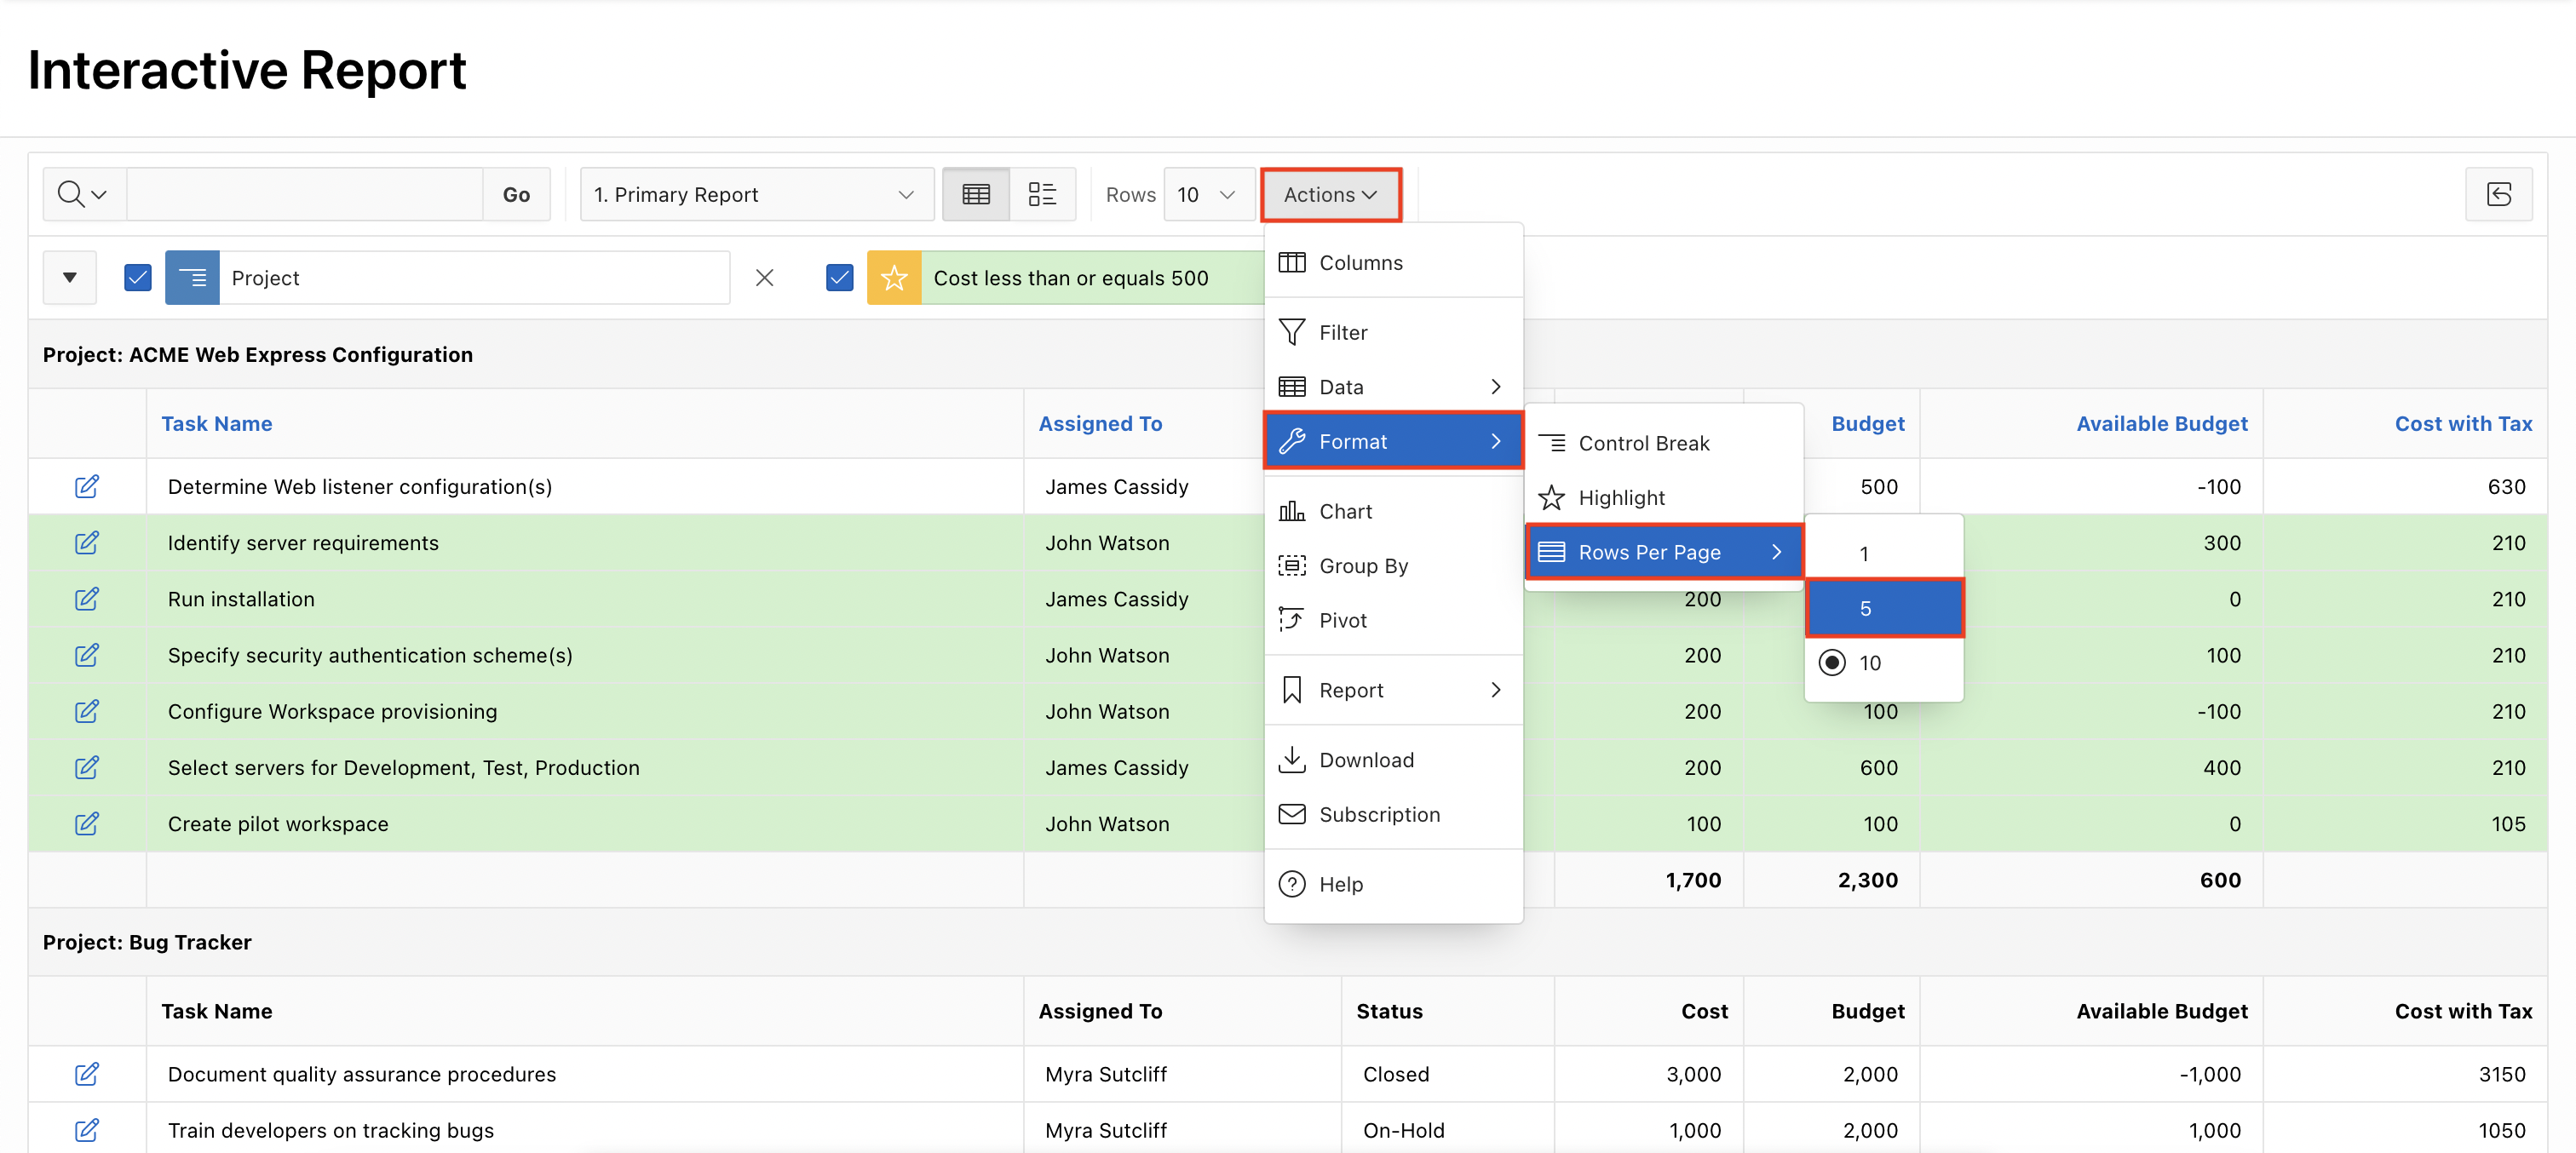 Interactive Report
Go
1. Primary Report
Rows
10
Actions
Project
Cost less than or equals 500
Columns
Filter
Data
Format
Chart
Group By
Pivot
Report
Download
Subscription
Help
Control Break
Highlight
Rows Per Page
1
5
10
Project: ACME Web Express Configuration
Task Name Assigned To Budget Available Budget Cost with Tax
Determine Web listener configuration(s) James Cassidy 500 -100 630
Identify server requirements John Watson 300 210
Run installation James Cassidy 200 0 210
Specify security authentication scheme(s) John Watson 200 100 210
Configure Workspace provisioning John Watson 200 100 -100 210
Select servers for Development, Test, Production James Cassidy 200 600 400 210
Create pilot workspace John Watson 100 100 0 105
1,700 2,300 600
Project: Bug Tracker
Task Name Assigned To Status Cost Budget Available Budget Cost with Tax
Document quality assurance procedures Myra Sutcliff Closed 3,000 2,000 -1,000 3150
Train developers on tracking bugs Myra Sutcliff On-Hold 1,000 2,000 1,000 1050